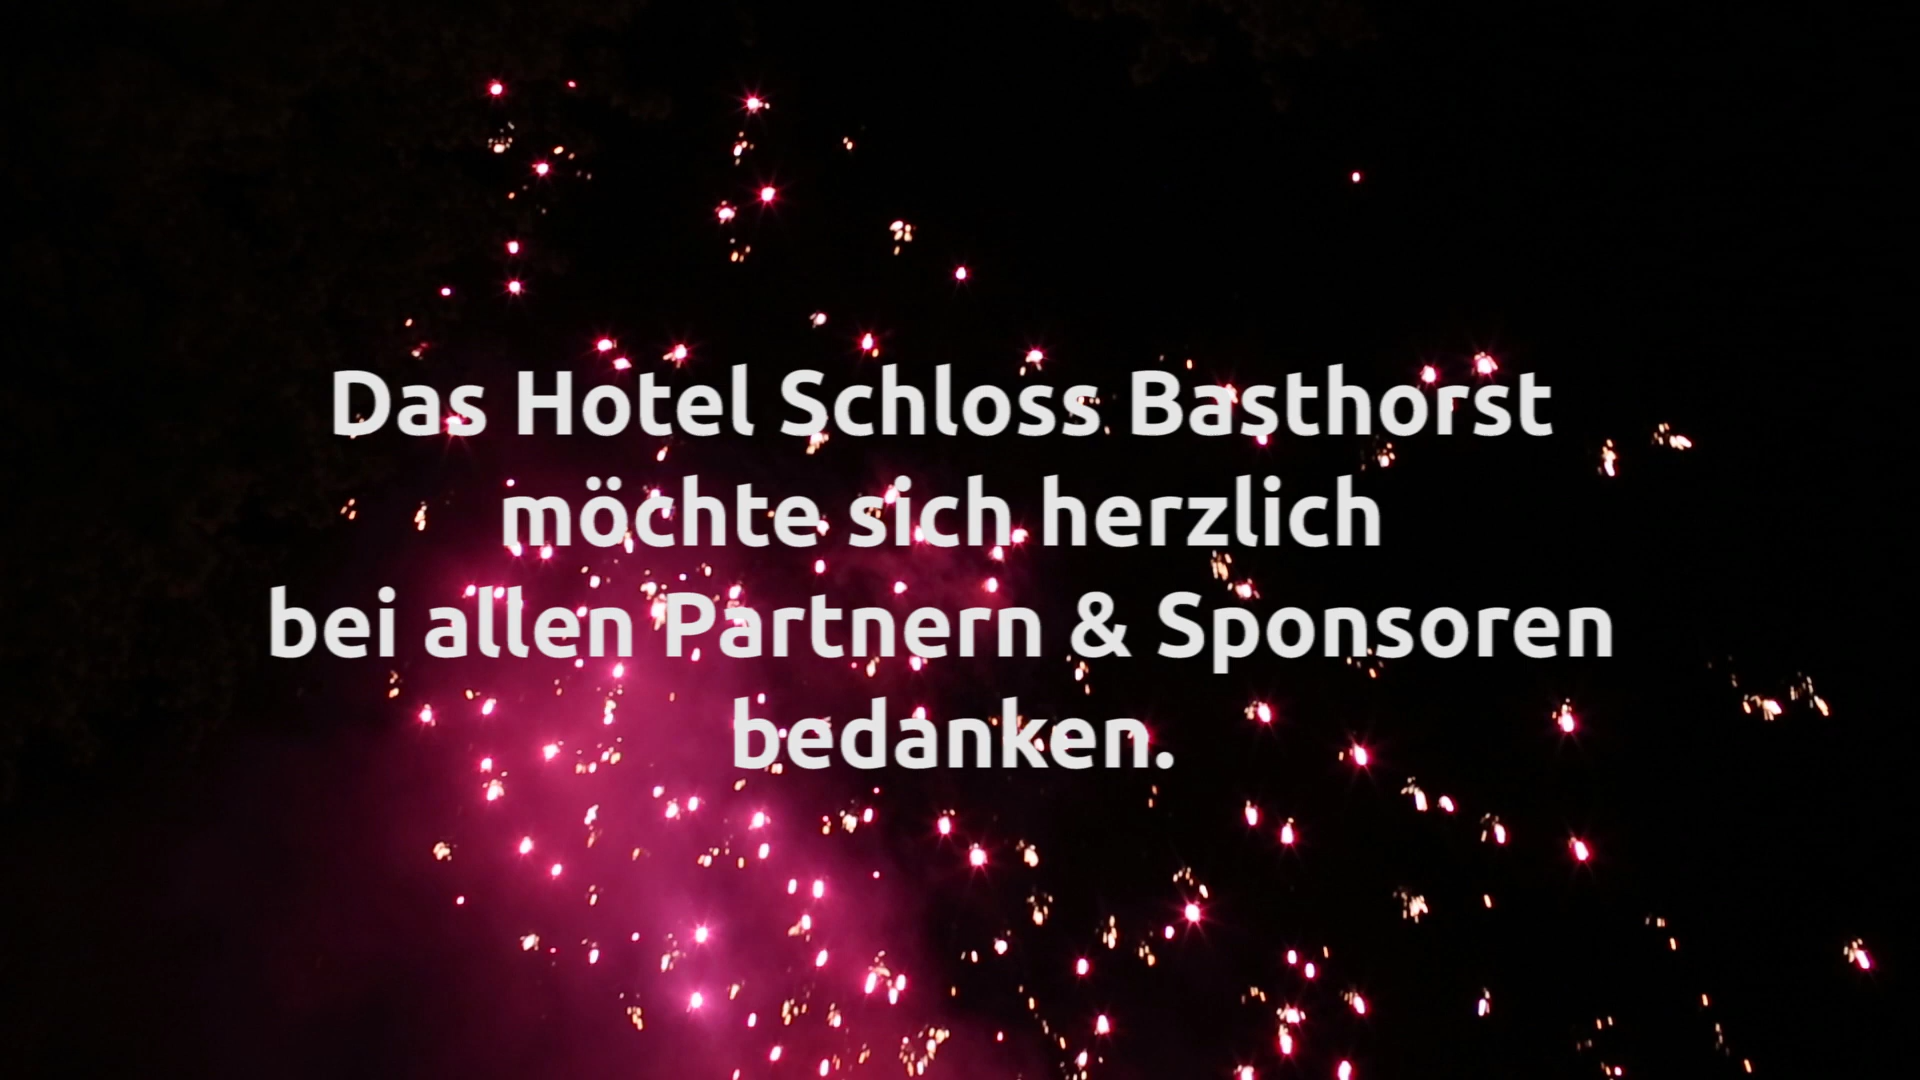 Das Hotel Schloss Basthorst
möchte sich herzlich
bei allen Partnern & Sponsoren
bedanken.